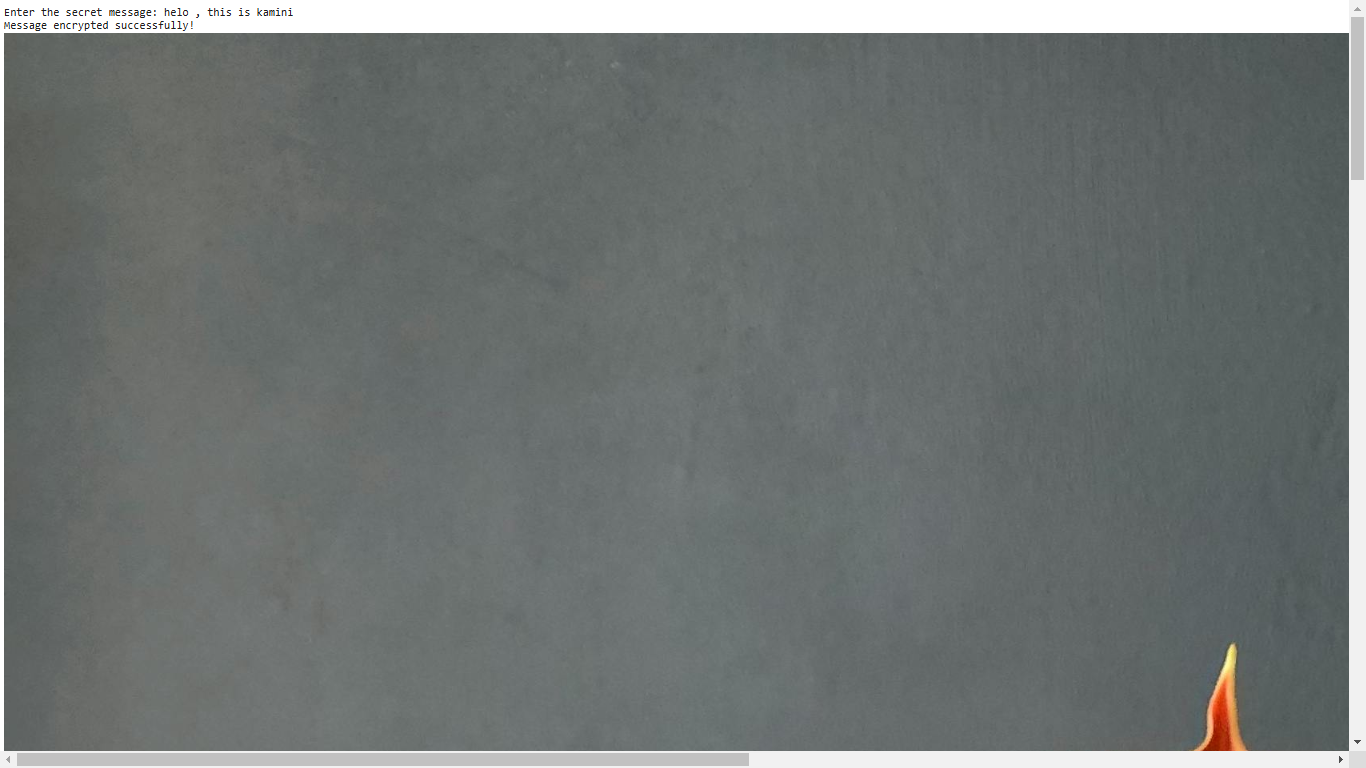 Enter the secret message: helo , this is kamini
Message encrypted successfully!